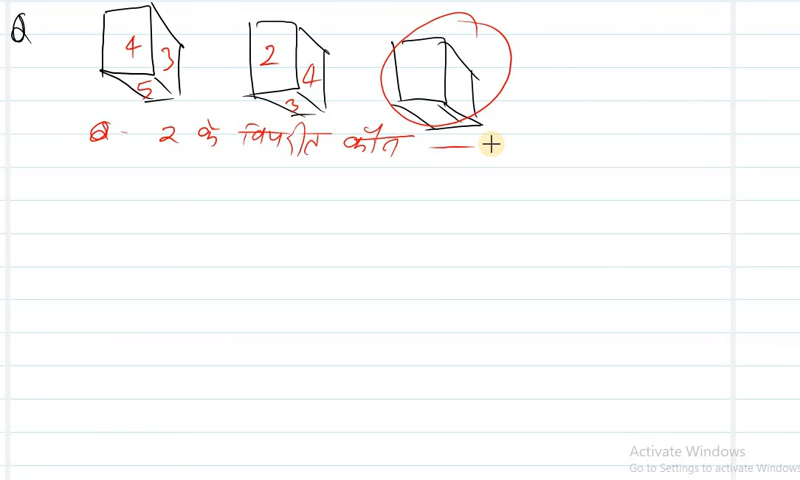 Q
4 3 5
2 4 3
Q - 2 के विपरीत कौन —
Activate Windows
Go to Settings to activate Windows